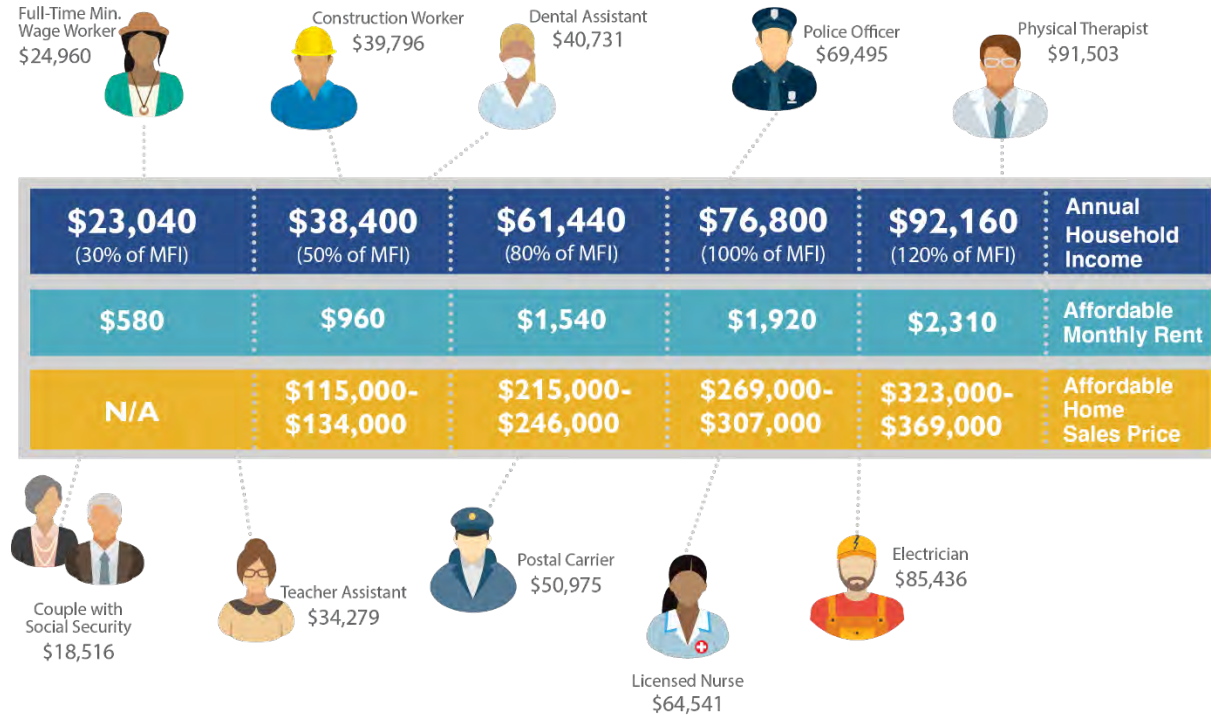 Full-Time Min.
Wage Worker
$24,960
Construction Worker
$39,796
Dental Assistant
$40,731
Police Officer
$69,495
Physical Therapist
$91,503
$23,040
(30% of MFI)
$38,400
(50% of MFI)
$61,440
(80% of MFI)
$76,800
(100% of MFI)
$92,160
(120% of MFI)
Annual
Household
Income
$580
$960
$1,540
$1,920
$2,310
Affordable
Monthly Rent
N/A
$115,000-
$134,000
$215,000-
$246,000
$269,000-
$307,000
$323,000-
$369,000
Affordable
Home
Sales Price
Couple with
Social Security
$18,516
Teacher Assistant
$34,279
Postal Carrier
$50,975
Licensed Nurse
$64,541
Electrician
$85,436